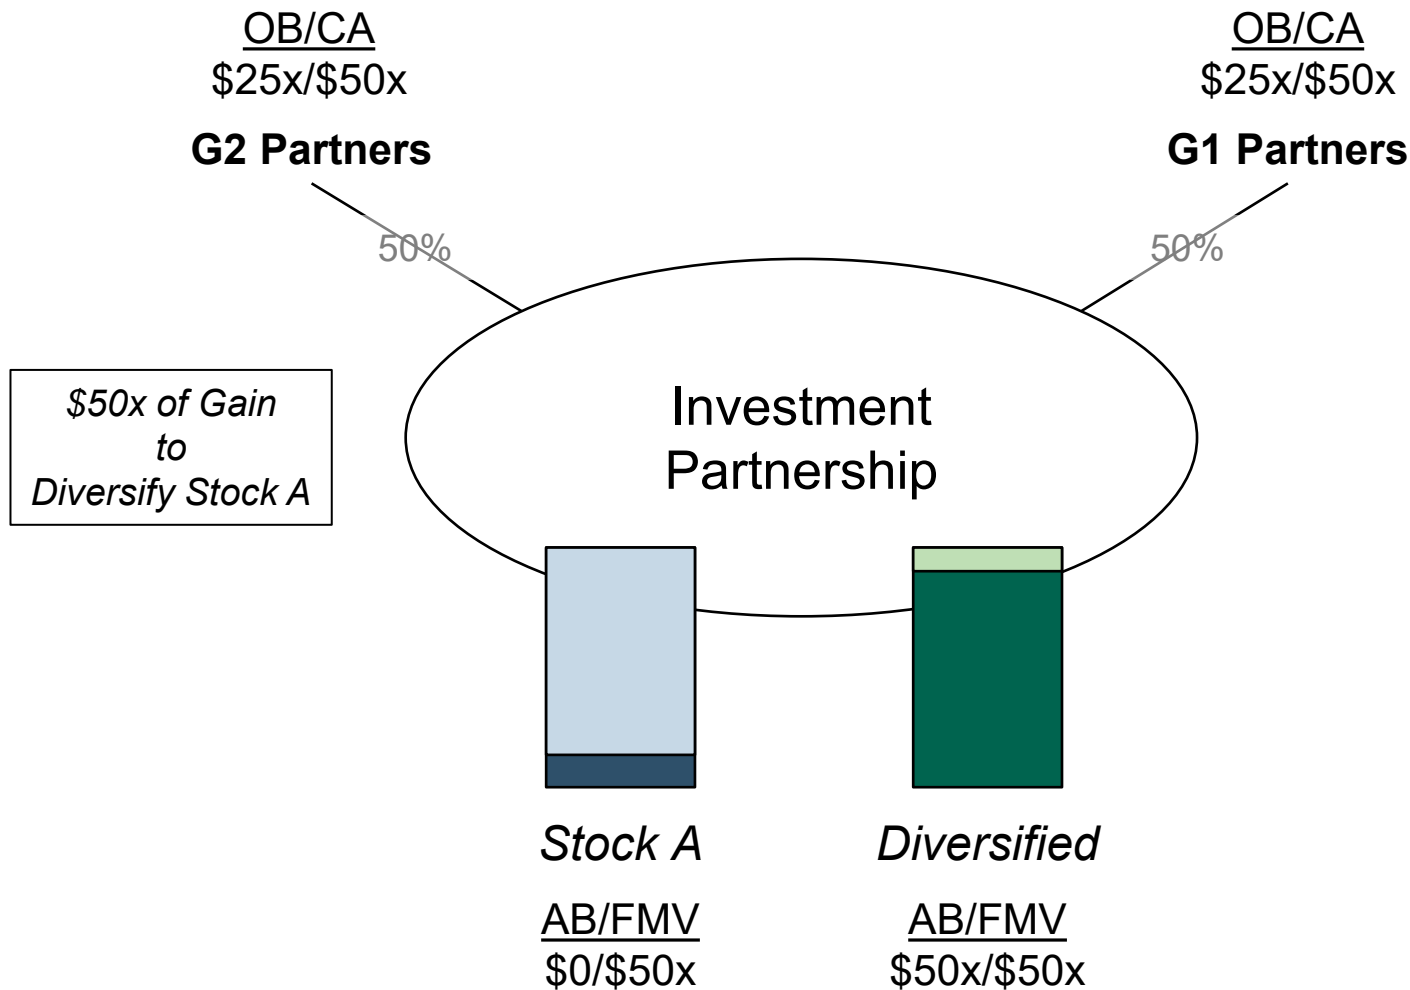 OB/CA
$25x/$50x
G2 Partners
50%
OB/CA
$25x/$50x
G1 Partners
50%
$50x of Gain
to
Diversify Stock A
Investment
Partnership
Stock A
AB/FMV
$0/$50x
Diversified
AB/FMV
$50x/$50x